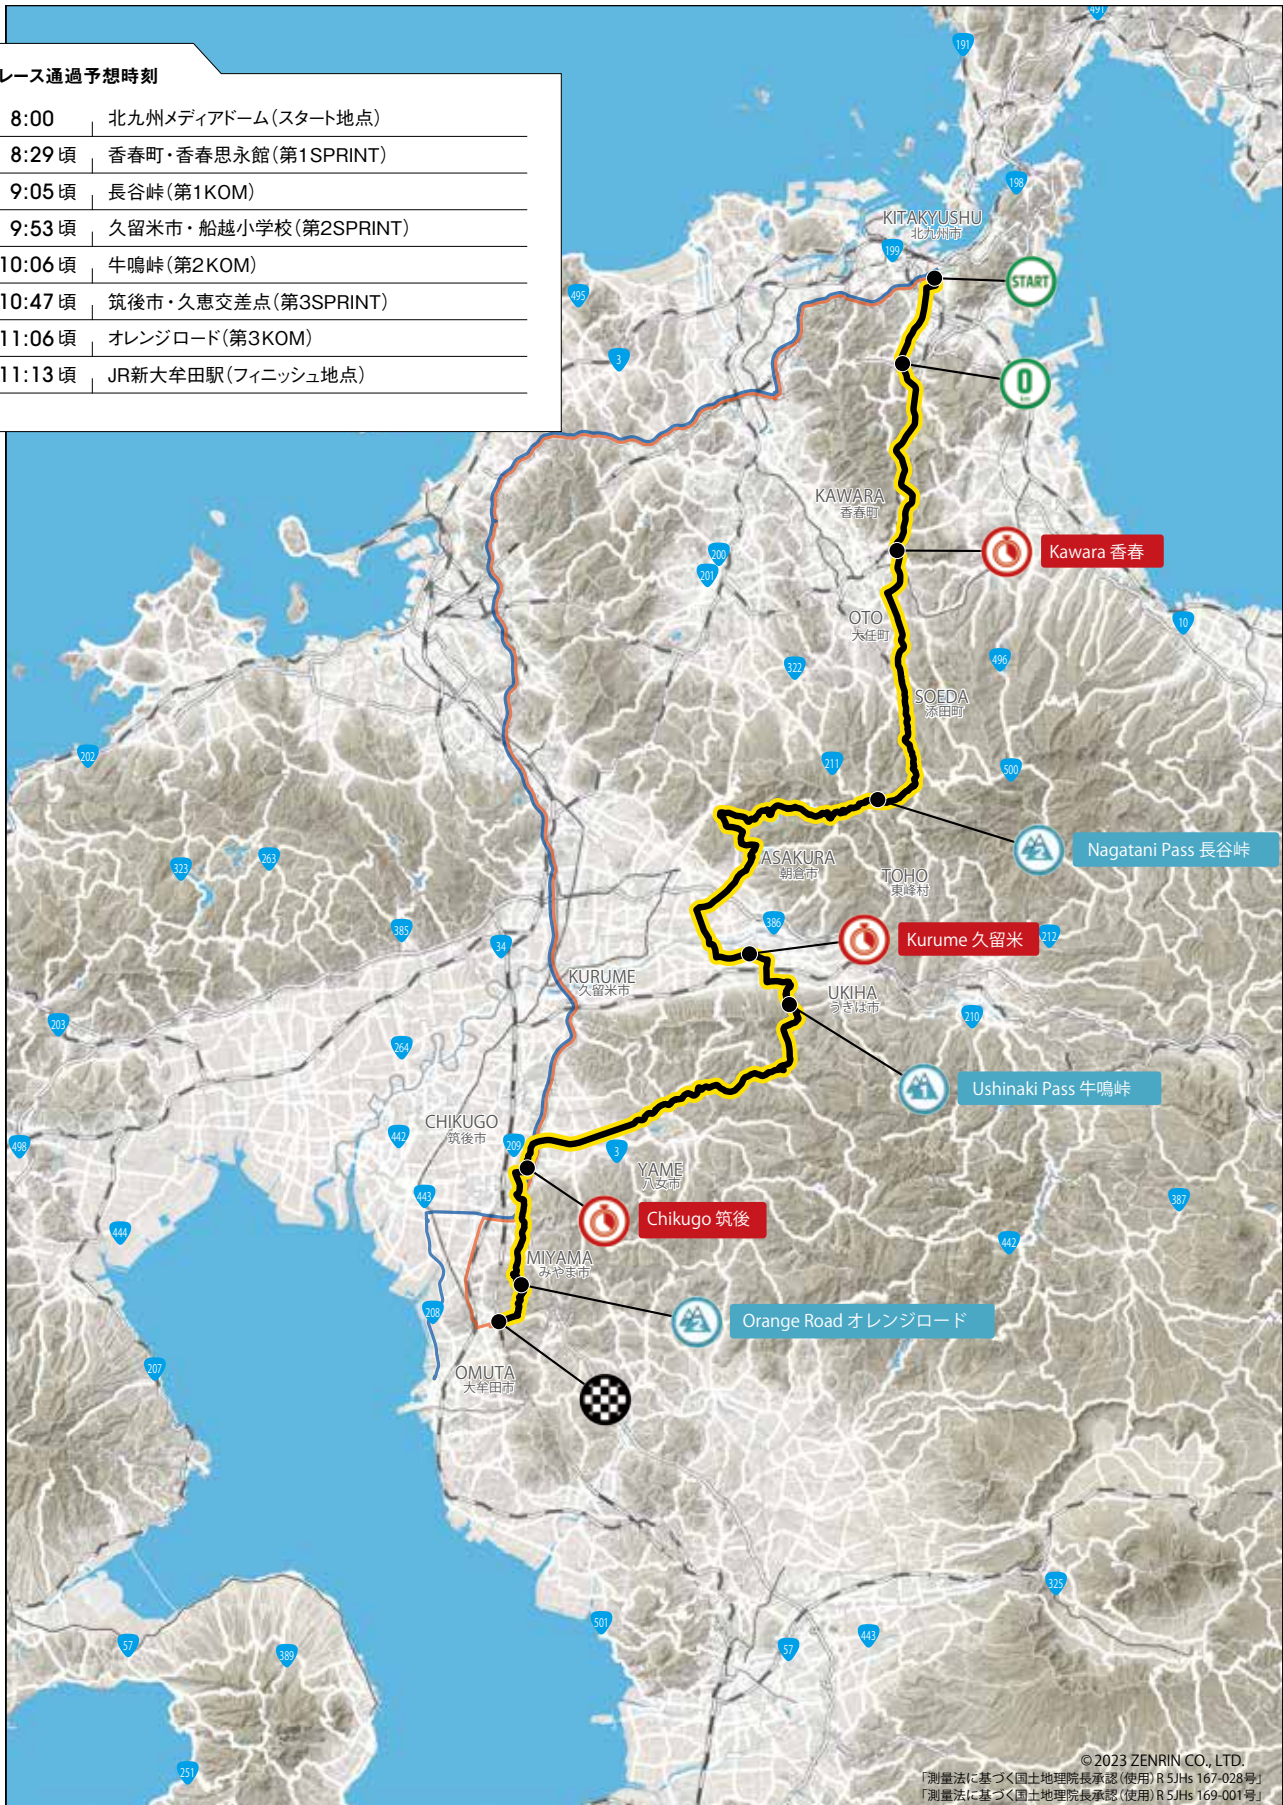 レース通過予想時刻
8:00 北九州メディアドーム(スタート地点)
8:29頃 香春町・香春思永館(第1SPRINT)
9:05頃 長谷峠(第1KOM)
9:53頃 久留米市・船越小学校(第2SPRINT)
10:06頃 牛鳴峠(第2KOM)
10:47頃 筑後市・久恵交差点(第3SPRINT)
11:06頃 オレンジロード(第3KOM)
11:13頃 JR新大牟田駅(フィニッシュ地点)
491
191
198
KITAKYUSHU
北九州市
199
START
495
3
0
km
KAWARA
香春町
200
201
Kawara 香春
OTO
大任町
10
322
496
SOEDA
添田町
202
211
500
2
Nagatani Pass 長谷峠
323
263
ASAKURA
朝倉市
TOHO
東峰村
385
34
386
Kurume 久留米
212
KURUME
久留米市
UKIHA
うきは市
203
210
264
1
Ushinaki Pass 牛鳴峠
CHIKUGO
筑後市
498
442
209
3
YAME
八女市
443
387
444
Chikugo 筑後
442
MIYAMA
みやま市
208
2
Orange Road オレンジロード
207
OMUTA
大牟田市
325
501
57
389
57
443
251
©2023 ZENRIN CO., LTD.
「測量法に基づく国土地理院長承認(使用)R 5JHs 167-028号」
「測量法に基づく国土地理院長承認(使用)R 5JHs 169-001号」